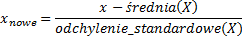 x_nowe = (x − średnia(X)) / odchylenie_standardowe(X)